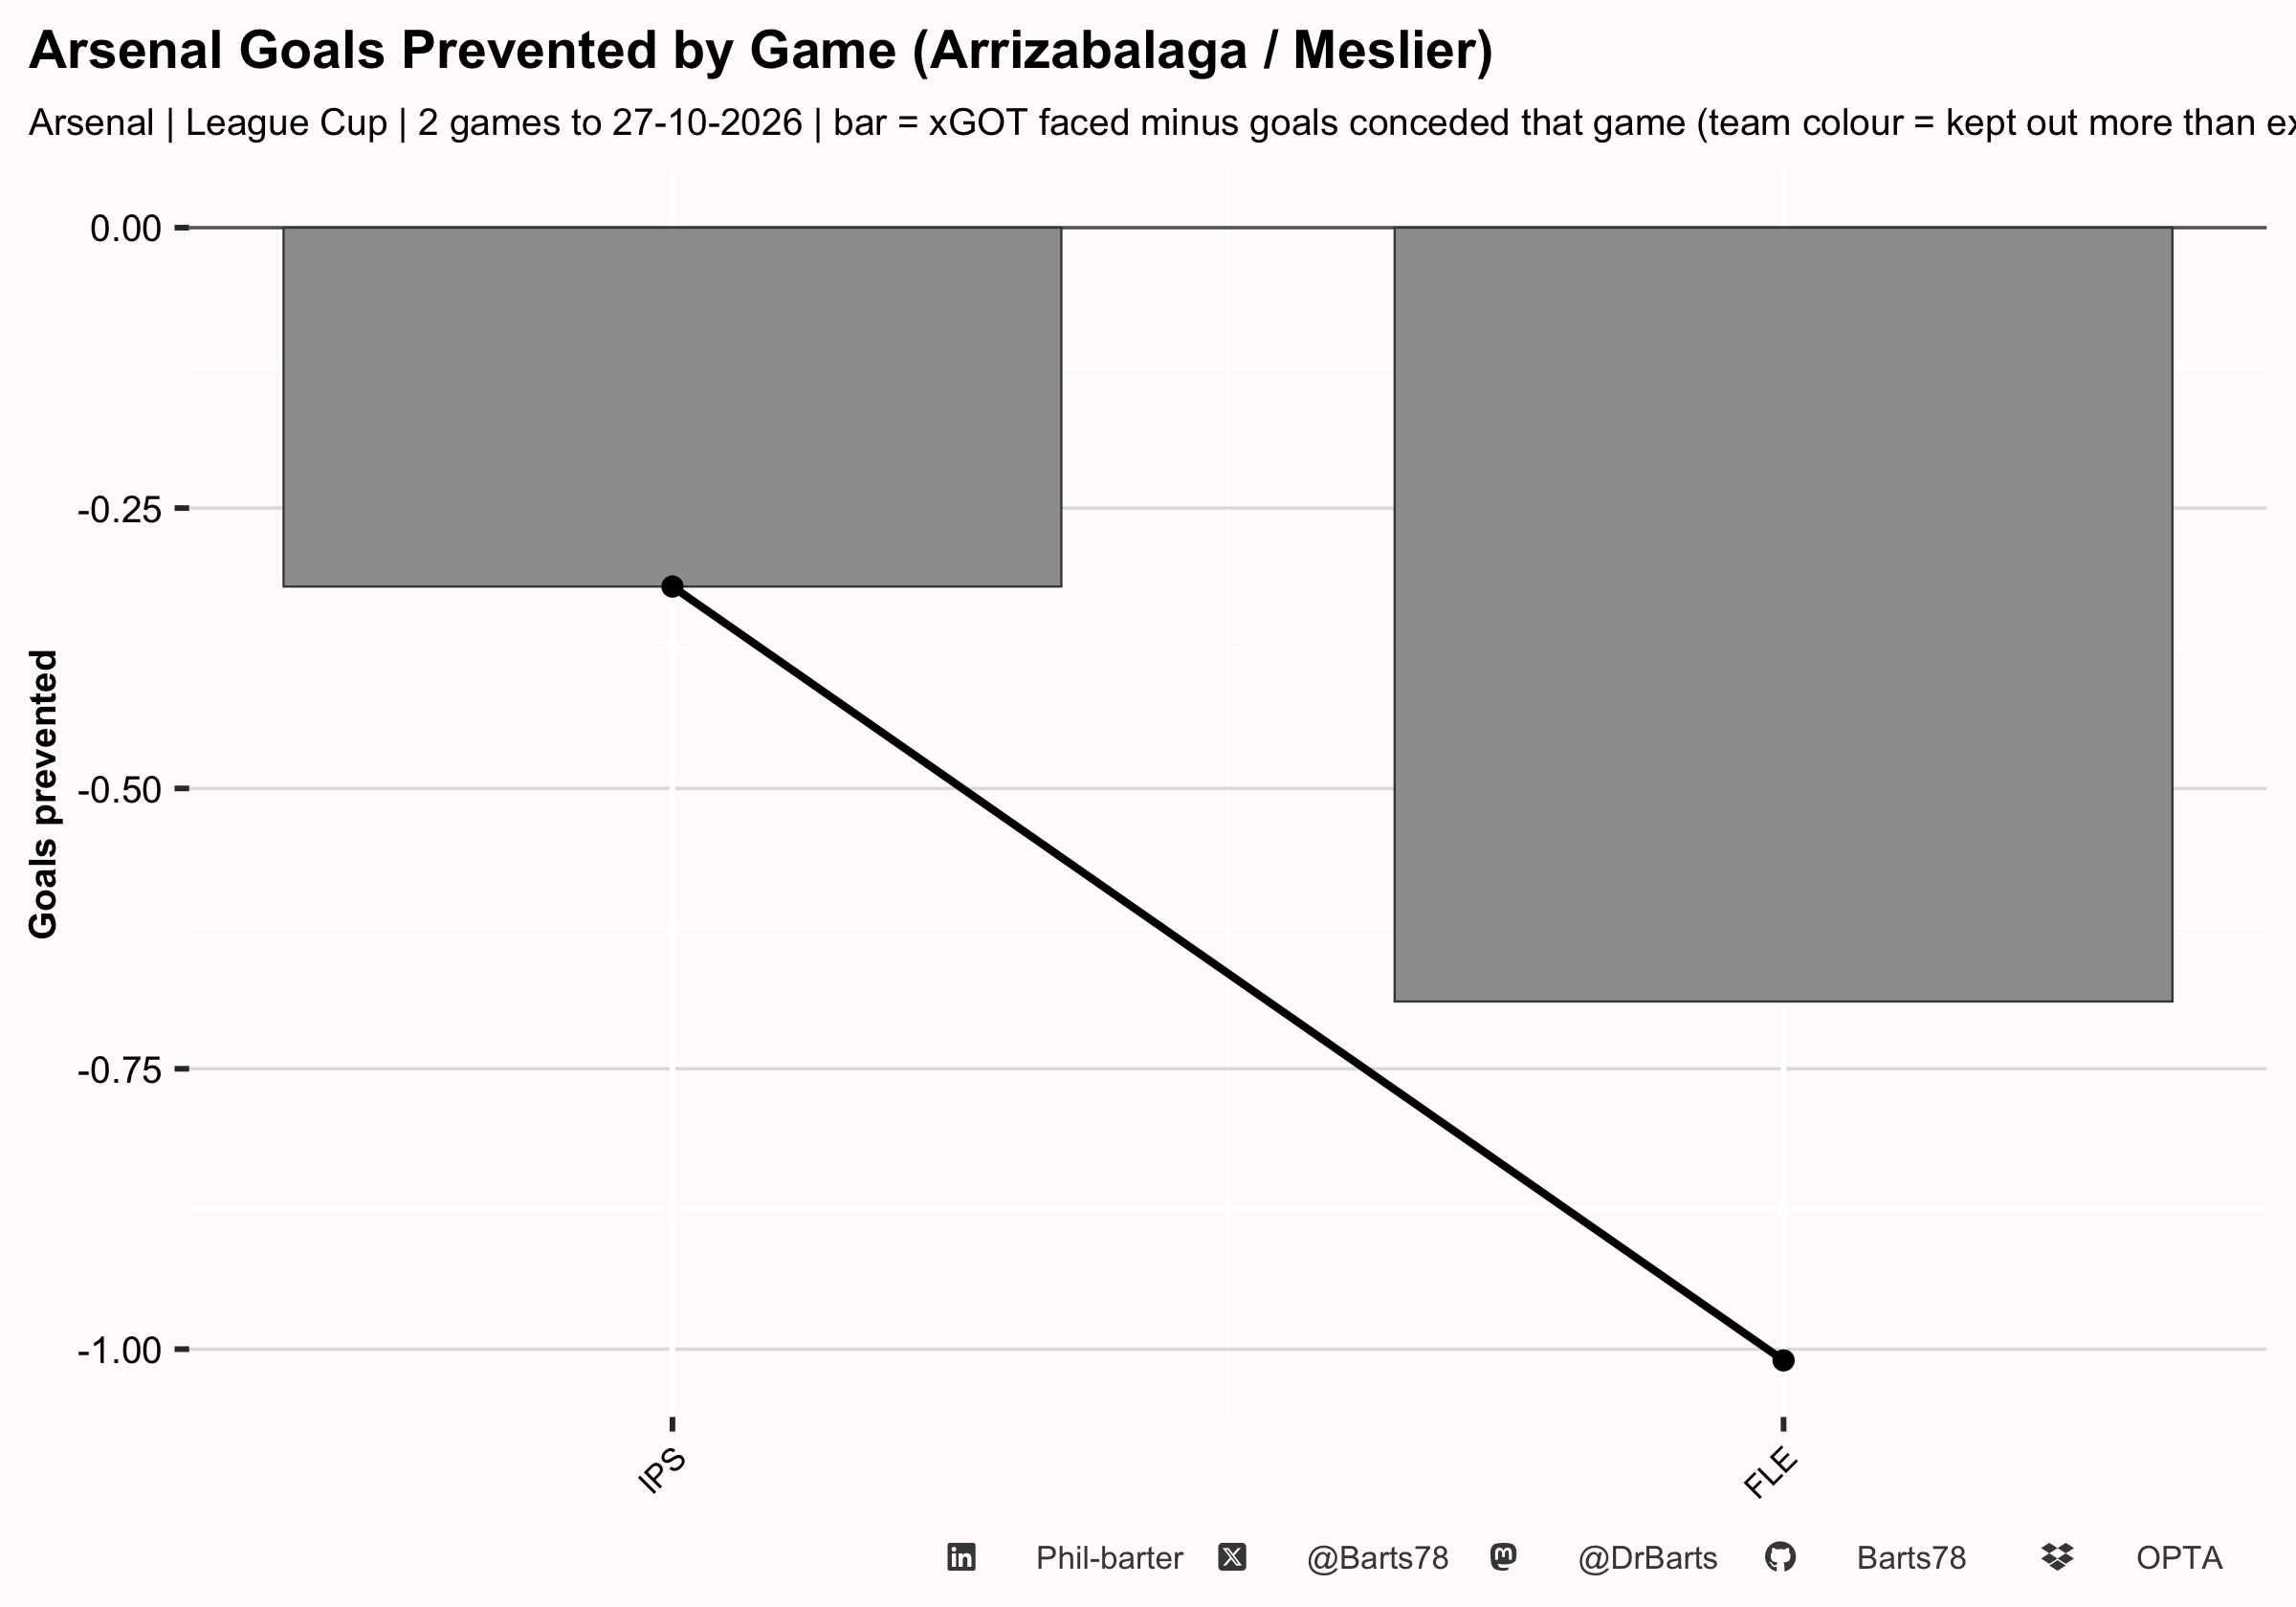 Arsenal Goals Prevented by Game (Arrizabalaga / Meslier)
Arsenal | League Cup | 2 games to 27-10-2026 | bar = xGOT faced minus goals conceded that game (team colour = kept out more than ex
0.00
-0.25
-0.50
-0.75
-1.00
Goals prevented
IPS
FLE
Phil-barter @Barts78 @DrBarts Barts78 OPTA